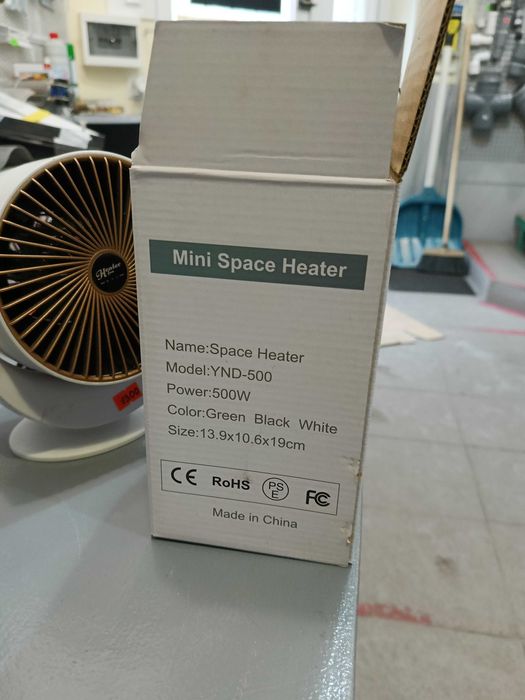 Mini Space Heater
Name:Space Heater
Model:YND-500
Power:500W
Color:Green Black White
Size:13.9x10.6x19cm
CE RoHS PSE FC
Made in China
Heater